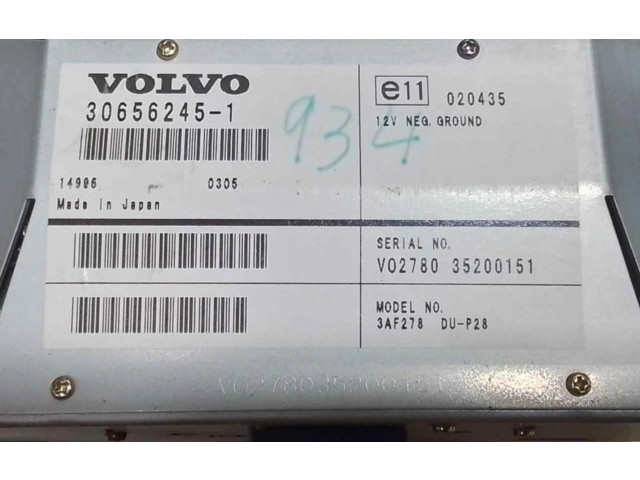 VOLVO
30656245-1
934
14996 0305
Made In Japan
e11 020435
12V NEG. GROUND
SERIAL NO.
VO2780 35200151
MODEL NO.
3AF278 DU-P28